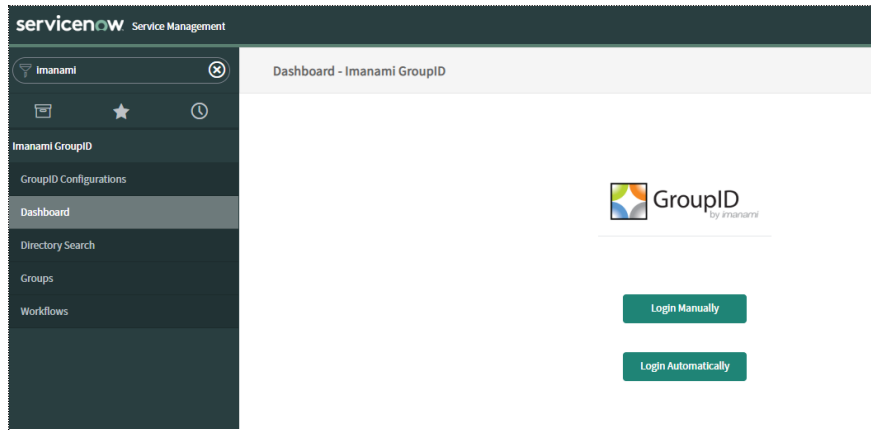 servicenow Service Management
imanami
Dashboard - Imanami GroupID
Imanami GroupID
GroupID Configurations
Dashboard
Directory Search
Groups
Workflows
GroupID
by imanami
Login Manually
Login Automatically